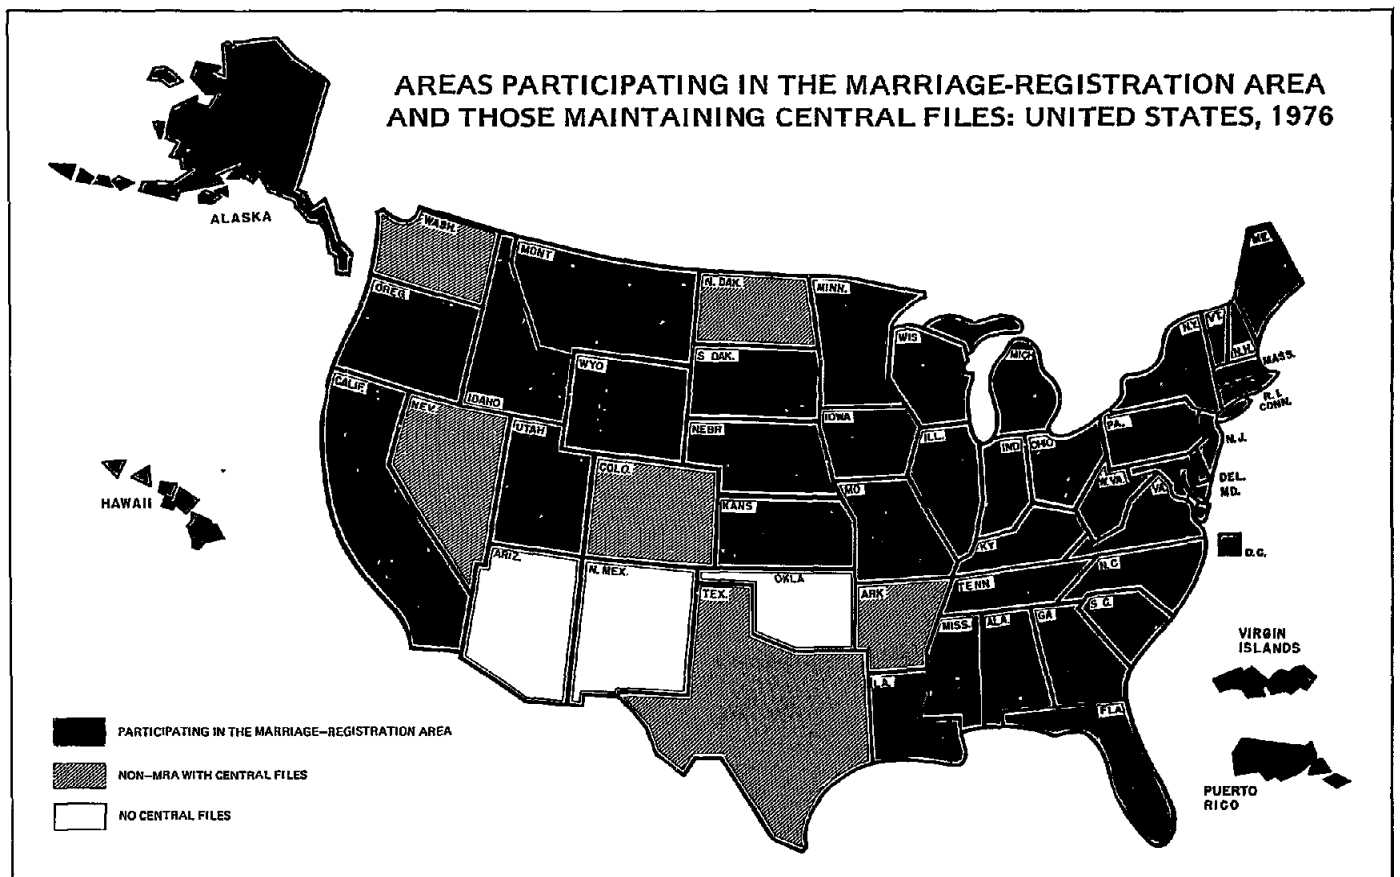 AREAS PARTICIPATING IN THE MARRIAGE-REGISTRATION AREA
AND THOSE MAINTAINING CENTRAL FILES: UNITED STATES, 1976
ALASKA
WASH.
MONT
N. DAK.
MINN.
ME.
OREG.
N.Y.
VT.
N.H.
MASS.
WIS
MICH
S DAK.
WYO
IDAHO
CALIF.
NEV.
R.I.
CONN.
UTAH
NEBR
IOWA
ILL.
IND
OHIO
PA.
N.J.
HAWAII
COLO.
MO
W.VA.
VA.
DEL.
MD.
KANS
D.C.
ARIZ.
N. MEX.
OKLA
KY
N.C
TEX.
ARK
TENN
S C.
MISS.
ALA.
GA
VIRGIN
ISLANDS
LA.
FLA
PUERTO
RICO
PARTICIPATING IN THE MARRIAGE–REGISTRATION AREA
NON–MRA WITH CENTRAL FILES
NO CENTRAL FILES